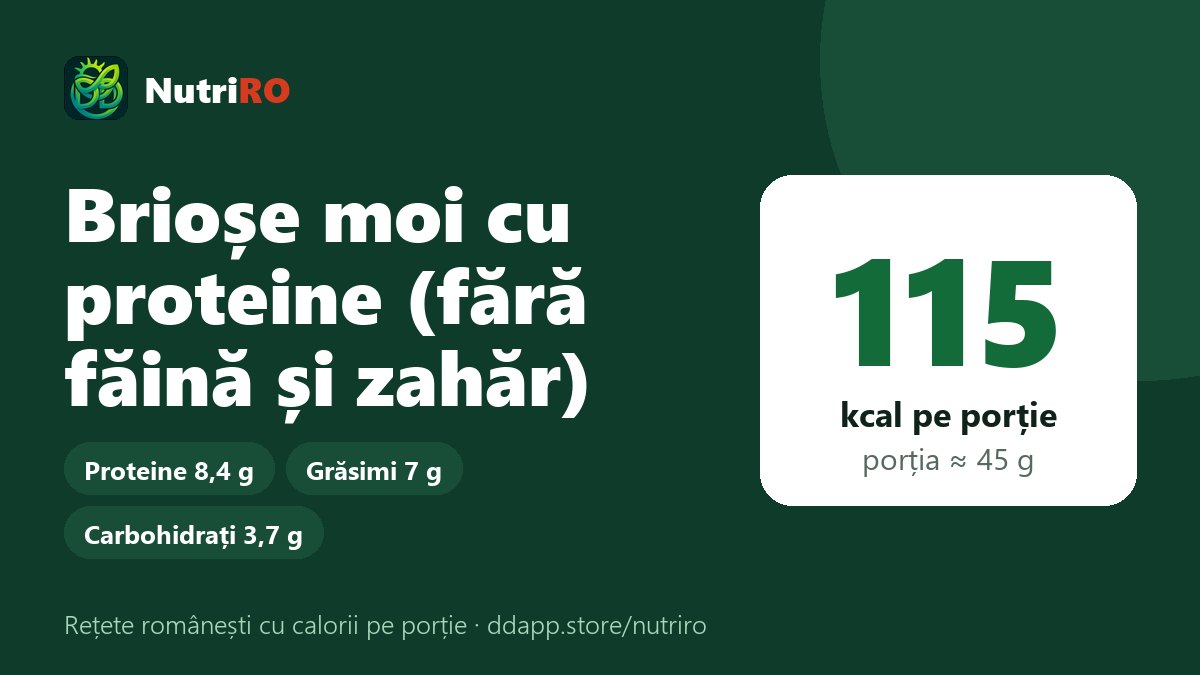 NutriRO
Brioșe moi cu
proteine (fără
făină și zahăr)
Proteine 8,4 g
Grăsimi 7 g
Carbohidrați 3,7 g
115
kcal pe porție
porția ≈ 45 g
Rețete românești cu calorii pe porție · ddapp.store/nutriro